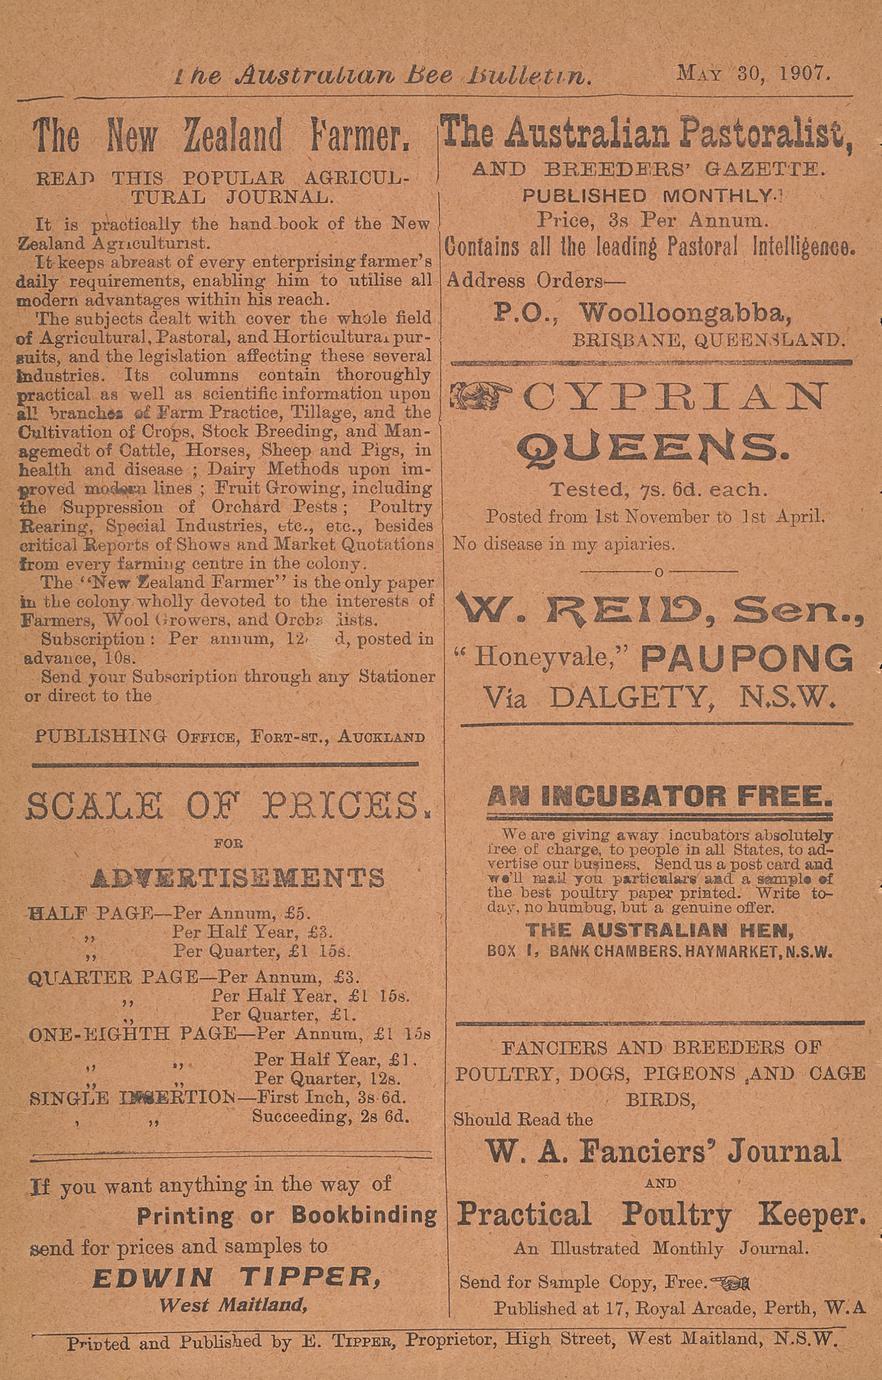 The Australian Bee Bulletin. MAY 30, 1907.
The New Zealand Farmer.
READ THIS POPULAR AGRICUL-
TURAL JOURNAL.
It is practically the hand-book of the New
Zealand Agriculturist.
It keeps abreast of every enterprising farmer's
daily requirements, enabling him to utilise all
modern advantages within his reach.
The subjects dealt with cover the whole field
of Agricultural, Pastoral, and Horticultural pur-
suits, and the legislation affecting these several
industries. Its columns contain thoroughly
practical as well as scientific information upon
all branches of Farm Practice, Tillage, and the
Cultivation of Crops, Stock Breeding, and Man-
agemedt of Cattle, Horses, Sheep and Pigs, in
health and disease ; Dairy Methods upon im-
proved modern lines ; Fruit Growing, including
the Suppression of Orchard Pests ; Poultry
Rearing, Special Industries, etc., etc., besides
critical Reports of Shows and Market Quotations
from every farming centre in the colony.
The "New Zealand Farmer" is the only paper
in the colony wholly devoted to the interests of
Farmers, Wool Growers, and
Subscription : Per annum, posted in
advance, 10s.
Send your Subscription through any Stationer
or direct to the
PUBLISHING OFFICE, FORT-ST., AUCKLAND
SCALE OF PRICES.
FOR
ADVERTISEMENTS
HALF PAGE—Per Annum, £5.
,, Per Half Year, £3.
,, Per Quarter, £1 15s.
QUARTER PAGE—Per Annum, £3.
,, Per Half Year, £1 15s.
,, Per Quarter, £1.
ONE-EIGHTH PAGE—Per Annum, £1 15s
,, ,, Per Half Year, £1.
,, ,, Per Quarter, 12s.
SINGLE INSERTION—First Inch, 3s 6d.
, ,, Succeeding, 2s 6d.
If you want anything in the way of
Printing or Bookbinding
send for prices and samples to
EDWIN TIPPER,
West Maitland,
The Australian Pastoralist,
AND BREEDERS' GAZETTE.
PUBLISHED MONTHLY.
Price, 3s Per Annum.
Contains all the leading Pastoral Intelligence.
Address Orders—
P.O., Woolloongabba,
BRISBANE, QUEENSLAND.
CYPRIAN
QUEENS.
Tested, 7s. 6d. each.
Posted from 1st November to 1st April.
No disease in my apiaries.
o
W. REID, Sen.,
"Honeyvale," PAUPONG
Via DALGETY, N.S.W.
AN INCUBATOR FREE.
We are giving away incubators absolutely
free of charge, to people in all States, to ad-
vertise our business. Send us a post card and
we'll mail you particulars and a sample of
the best poultry paper printed. Write to-
day, no humbug, but a genuine offer.
THE AUSTRALIAN HEN,
BOX 1, BANK CHAMBERS, HAYMARKET, N.S.W.
FANCIERS AND BREEDERS OF
POULTRY, DOGS, PIGEONS AND CAGE
BIRDS,
Should Read the
W. A. Fanciers' Journal
AND
Practical Poultry Keeper.
An Illustrated Monthly Journal.
Send for Sample Copy, Free.
Published at 17, Royal Arcade, Perth, W.A
Printed and Published by E. TIPPER, Proprietor, High Street, West Maitland, N.S.W.